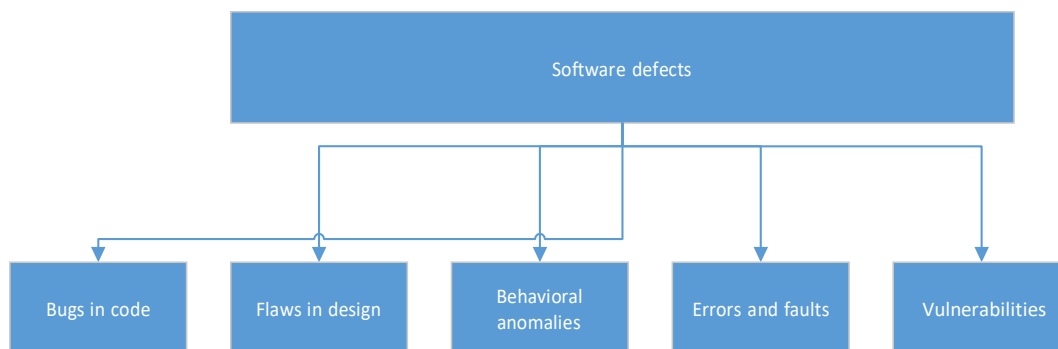 Software defects
Bugs in code
Flaws in design
Behavioral
anomalies
Errors and faults
Vulnerabilities